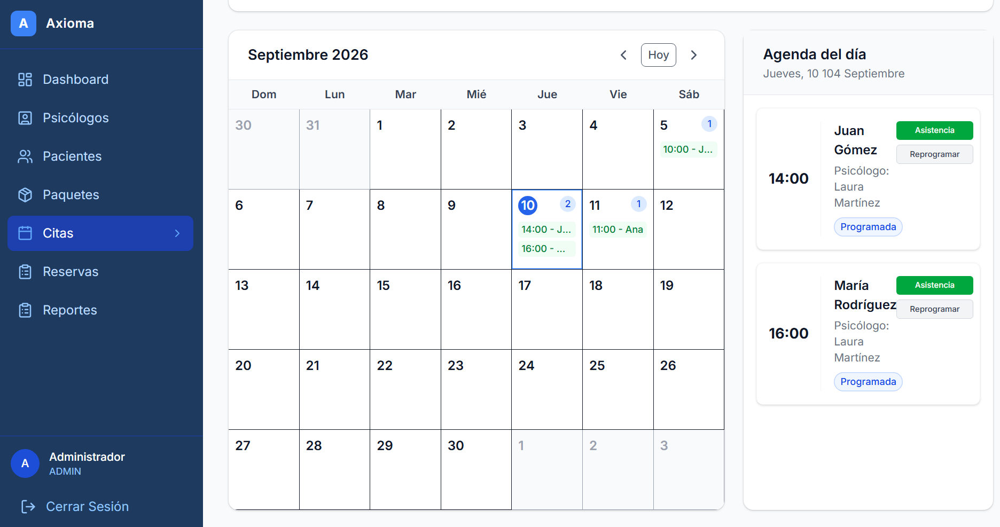 A Axioma
Dashboard
Psicólogos
Pacientes
Paquetes
Citas
Reservas
Reportes
A Administrador
ADMIN
Cerrar Sesión
Septiembre 2026
Hoy
Dom Lun Mar Mié Jue Vie Sáb
30 31 1 2 3 4 5 1
10:00 - J...
6 7 8 9 10 2 11 1 12
14:00 - J... 11:00 - Ana
16:00 - ...
13 14 15 16 17 18 19
20 21 22 23 24 25 26
27 28 29 30 1 2 3
Agenda del día
Jueves, 10 104 Septiembre
14:00
Juan
Gómez
Psicólogo:
Laura
Martínez
Programada
Asistencia
Reprogramar
16:00
María
Rodríguez
Psicólogo:
Laura
Martínez
Programada
Asistencia
Reprogramar